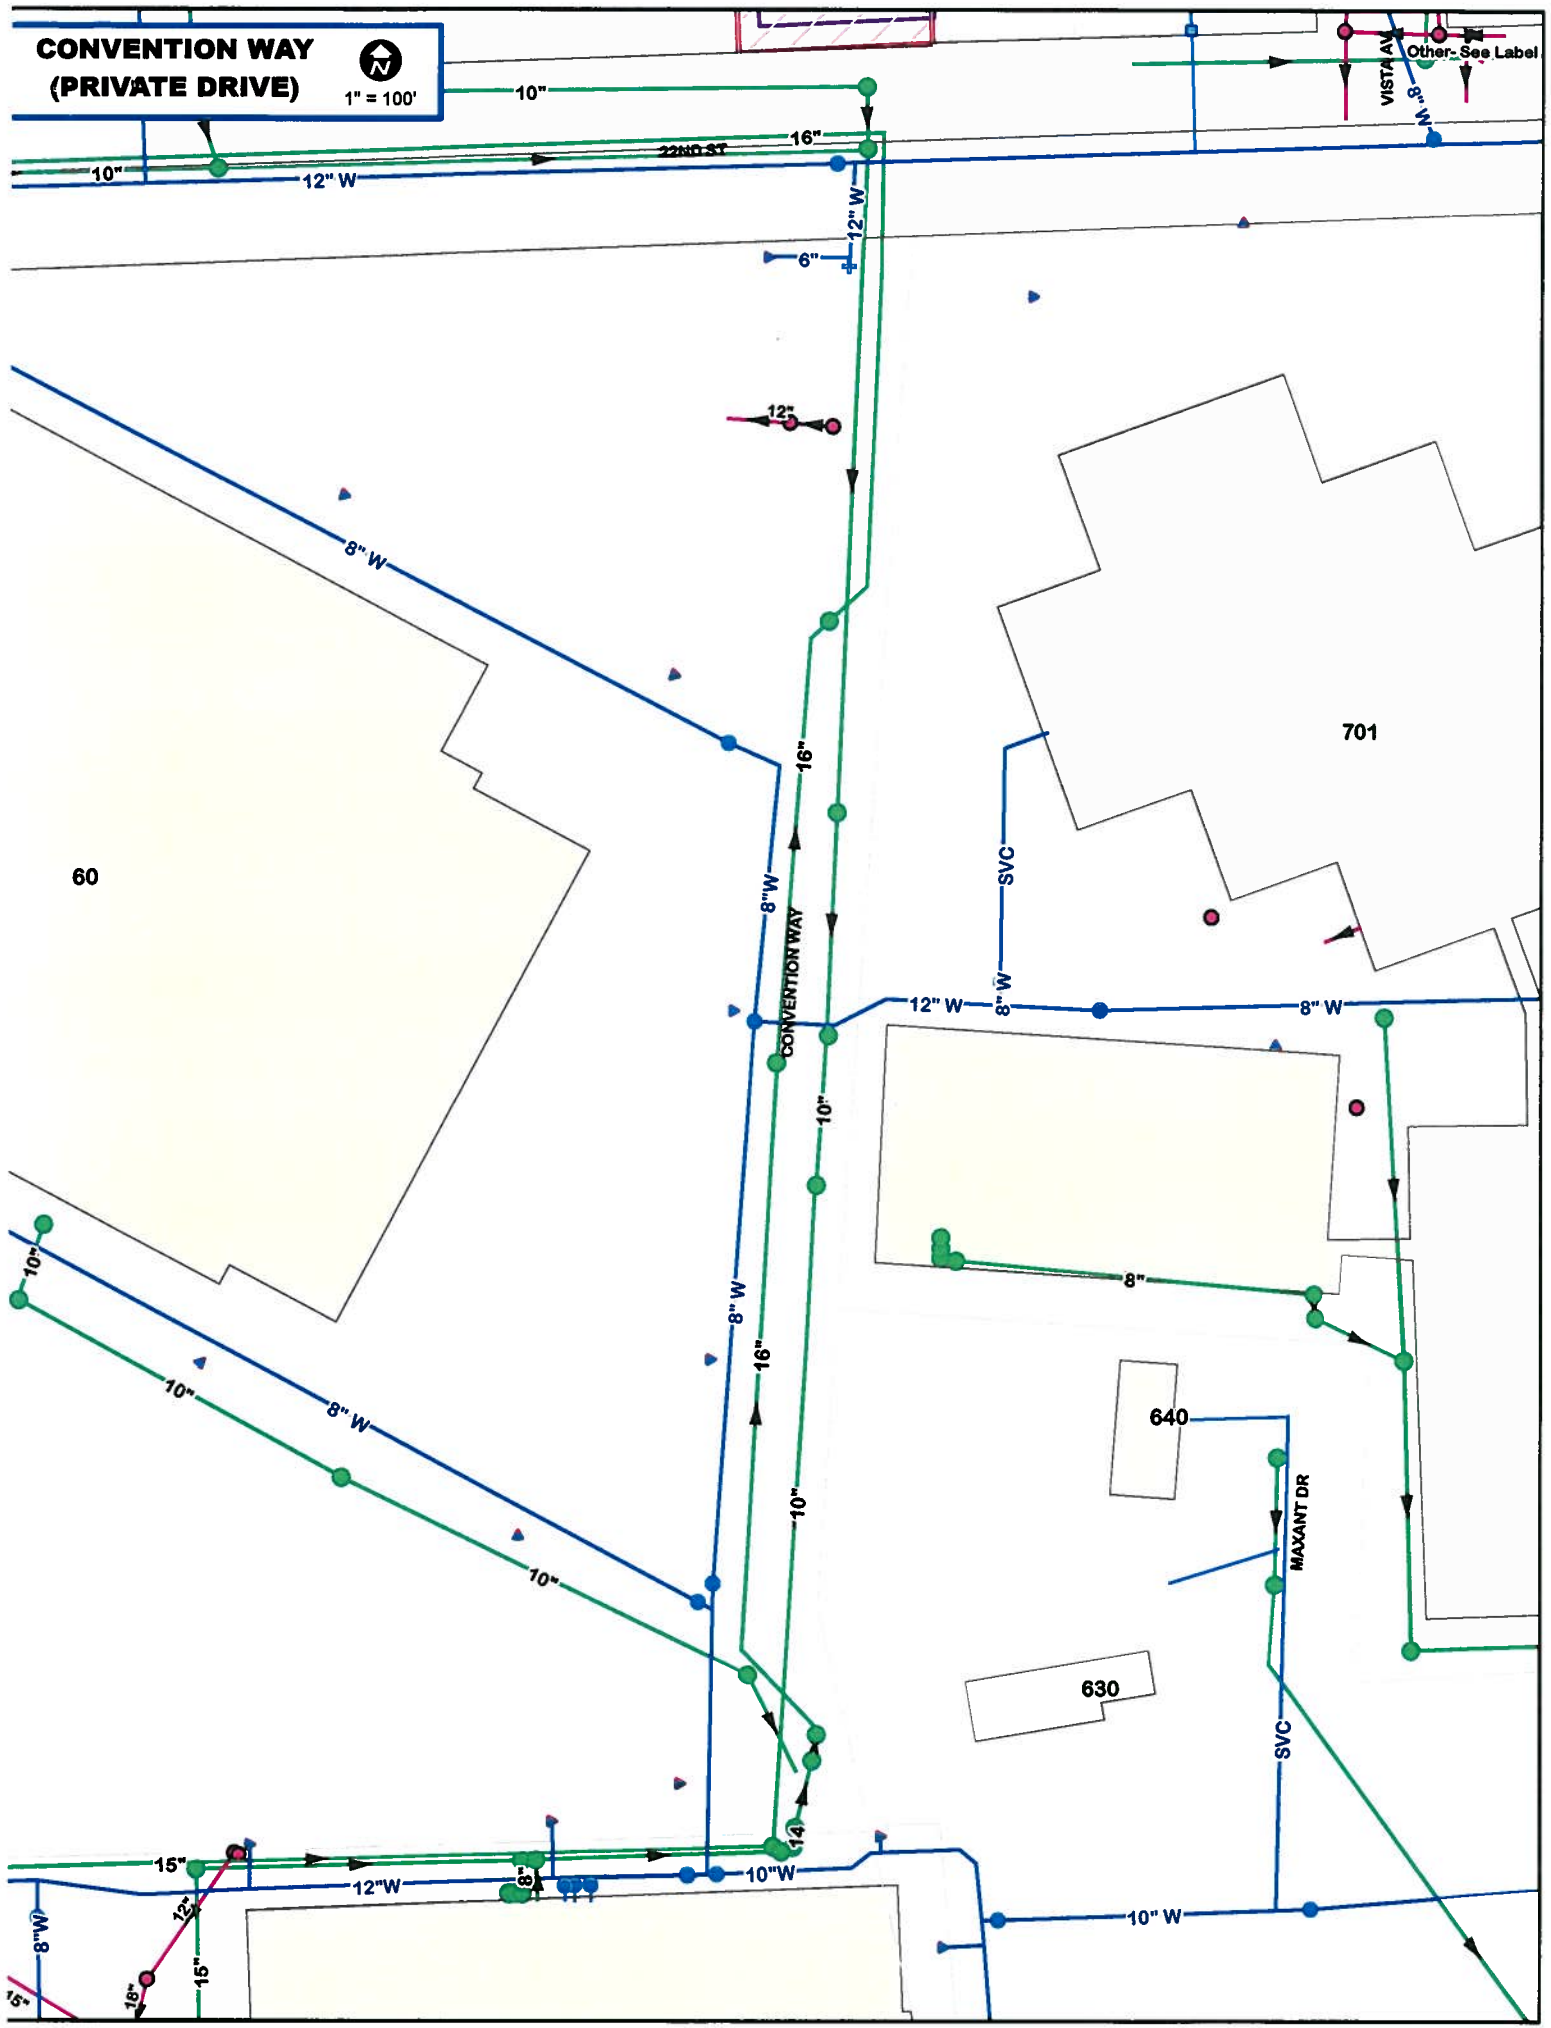 CONVENTION WAY
(PRIVATE DRIVE)
N
1" = 100'
10"
16"
22ND ST
10"
12" W
12" W
6"
VISTA AV
8" W
Other- See Label
12"
8" W
16"
701
60
8"W
SVC
CONVENTION WAY
12" W
8" W
8" W
10"
10"
8"
8" W
16"
10"
8" W
640
10"
MAXANT DR
10"
630
SVC
14
15"
8"
10"W
12"W
12"
8"W
10" W
15"
18"
15"